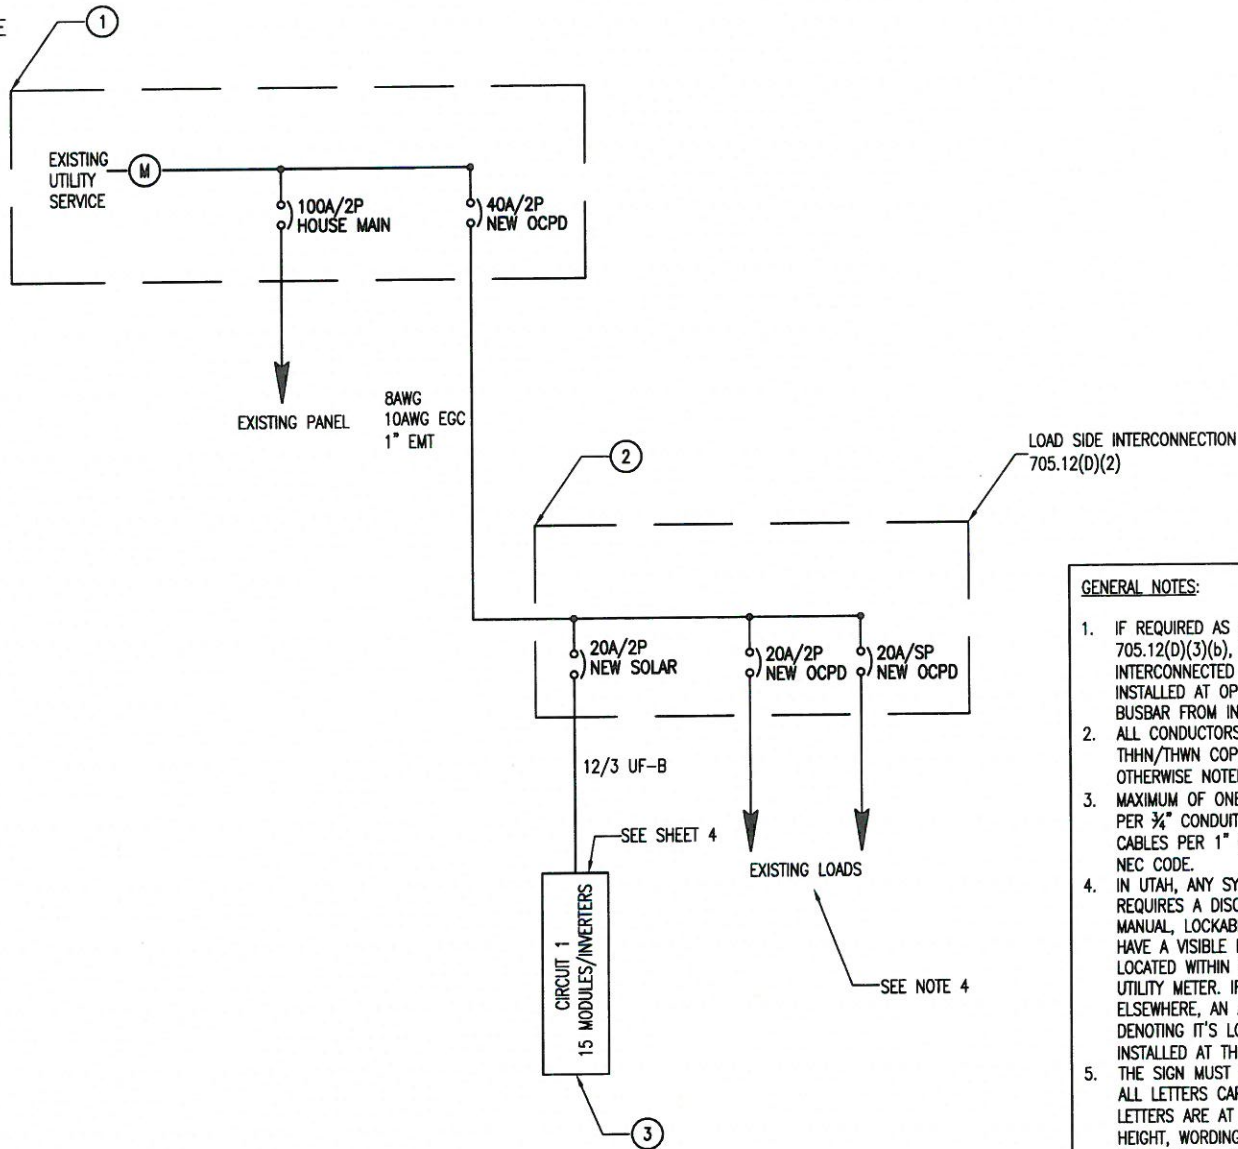 E
1
EXISTING
UTILITY
SERVICE
M
100A/2P
HOUSE MAIN
40A/2P
NEW OCPD
EXISTING PANEL
8AWG
10AWG EGC
1" EMT
2
LOAD SIDE INTERCONNECTION
705.12(D)(2)
20A/2P
NEW SOLAR
20A/2P
NEW OCPD
20A/SP
NEW OCPD
12/3 UF-B
SEE SHEET 4
EXISTING LOADS
CIRCUIT 1
15 MODULES/INVERTERS
SEE NOTE 4
3
GENERAL NOTES:
1. IF REQUIRED AS
705.12(D)(3)(b),
INTERCONNECTED
INSTALLED AT OP
BUSBAR FROM IN
2. ALL CONDUCTORS
THHN/THWN COP
OTHERWISE NOTE
3. MAXIMUM OF ONE
PER ¾" CONDUIT
CABLES PER 1"
NEC CODE.
4. IN UTAH, ANY SY
REQUIRES A DISC
MANUAL, LOCKAB
HAVE A VISIBLE
LOCATED WITHIN
UTILITY METER. IF
ELSEWHERE, AN
DENOTING IT'S LO
INSTALLED AT TH
5. THE SIGN MUST
ALL LETTERS CAP
LETTERS ARE AT
HEIGHT, WORDING